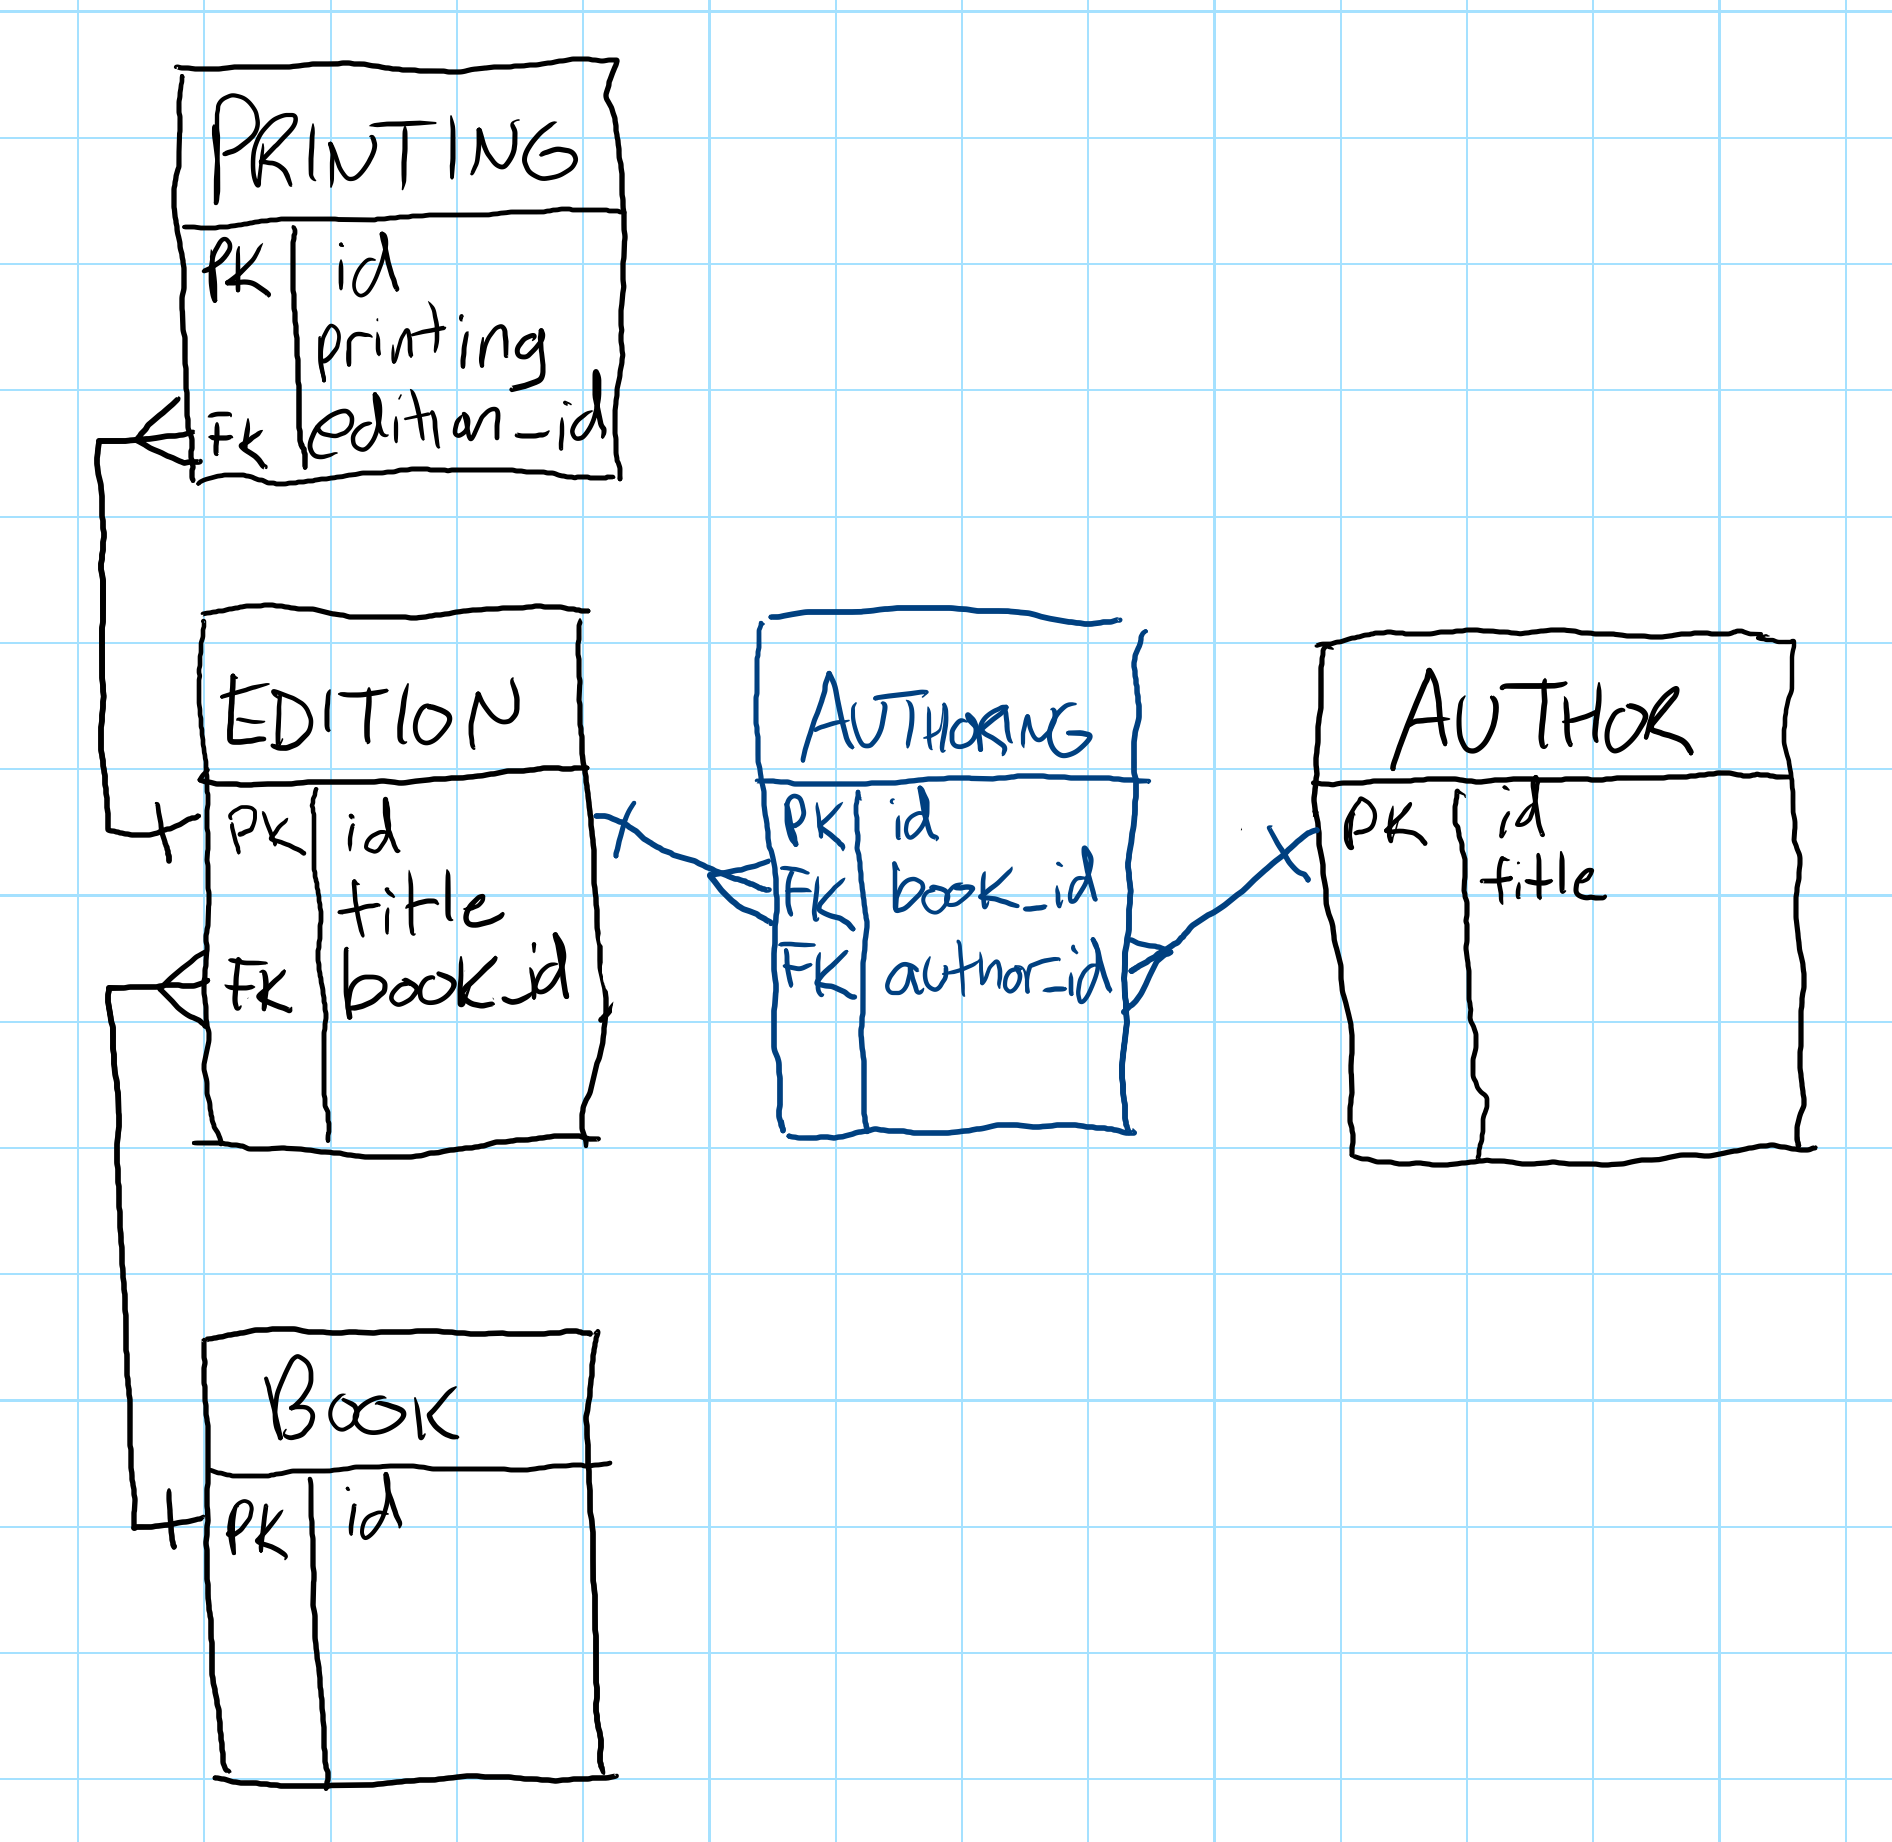 PRINTING
PK id
printing
FK edition_id
EDITION
PK id
title
FK book_id
AUTHORING
PK id
FK book_id
FK author_id
AUTHOR
PK id
title
BOOK
PK id